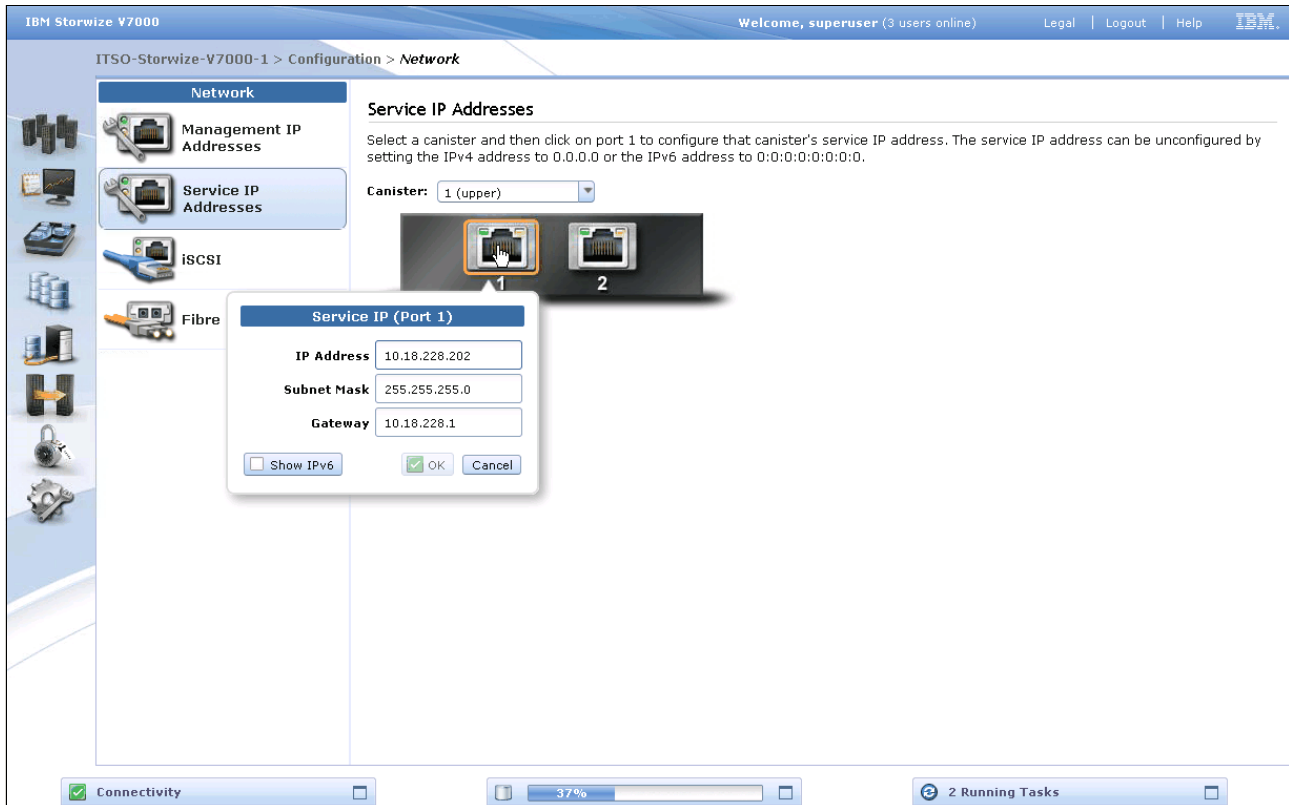 IBM Storwize V7000
Welcome, superuser (3 users online)
Legal | Logout | Help
IBM.
ITSO-Storwize-V7000-1 > Configuration > Network
Network
Management IP
Addresses
Service IP
Addresses
iSCSI
Fibre
Service IP Addresses
Select a canister and then click on port 1 to configure that canister's service IP address. The service IP address can be unconfigured by
setting the IPv4 address to 0.0.0.0 or the IPv6 address to 0:0:0:0:0:0:0:0.
Canister: 1 (upper)
1 2
Service IP (Port 1)
IP Address 10.18.228.202
Subnet Mask 255.255.255.0
Gateway 10.18.228.1
Show IPv6 OK Cancel
Connectivity
37%
2 Running Tasks